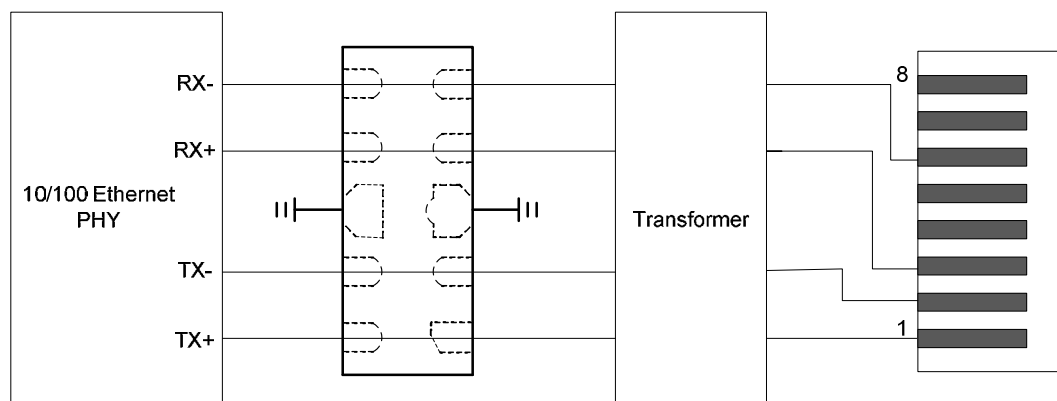 RX-
8
RX+
10/100 Ethernet
PHY
Transformer
TX-
TX+
1